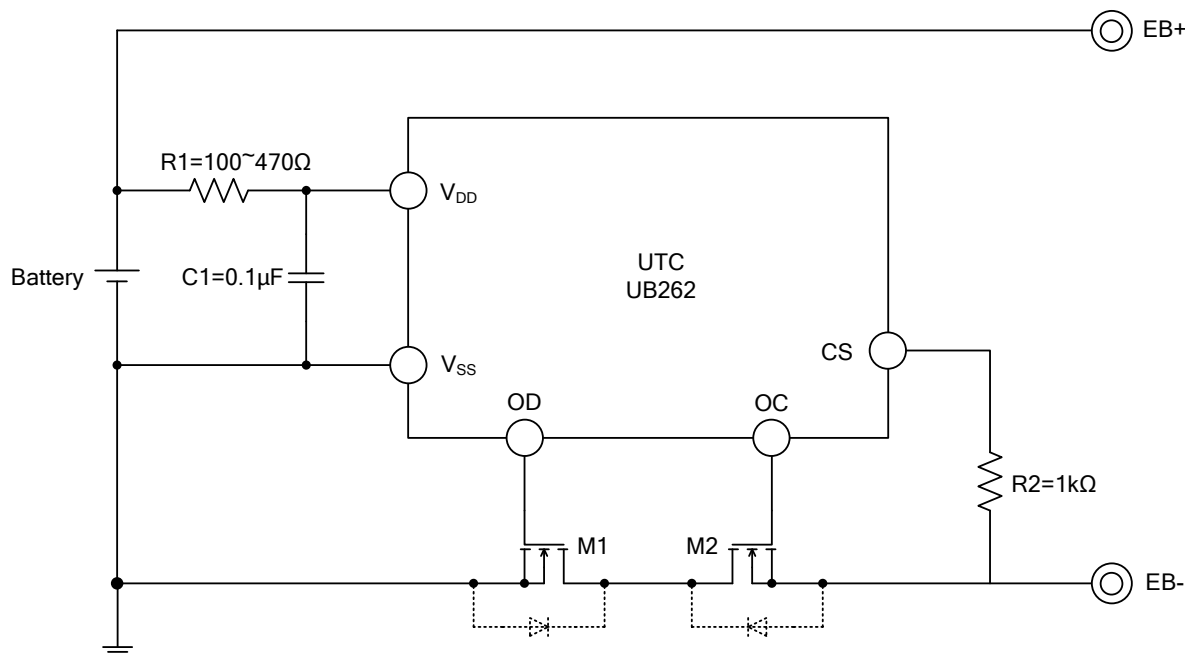 EB+
R1=100~470Ω
VDD
Battery
C1=0.1µF
UTC
UB262
CS
VSS
OD
OC
R2=1kΩ
M1
M2
EB-